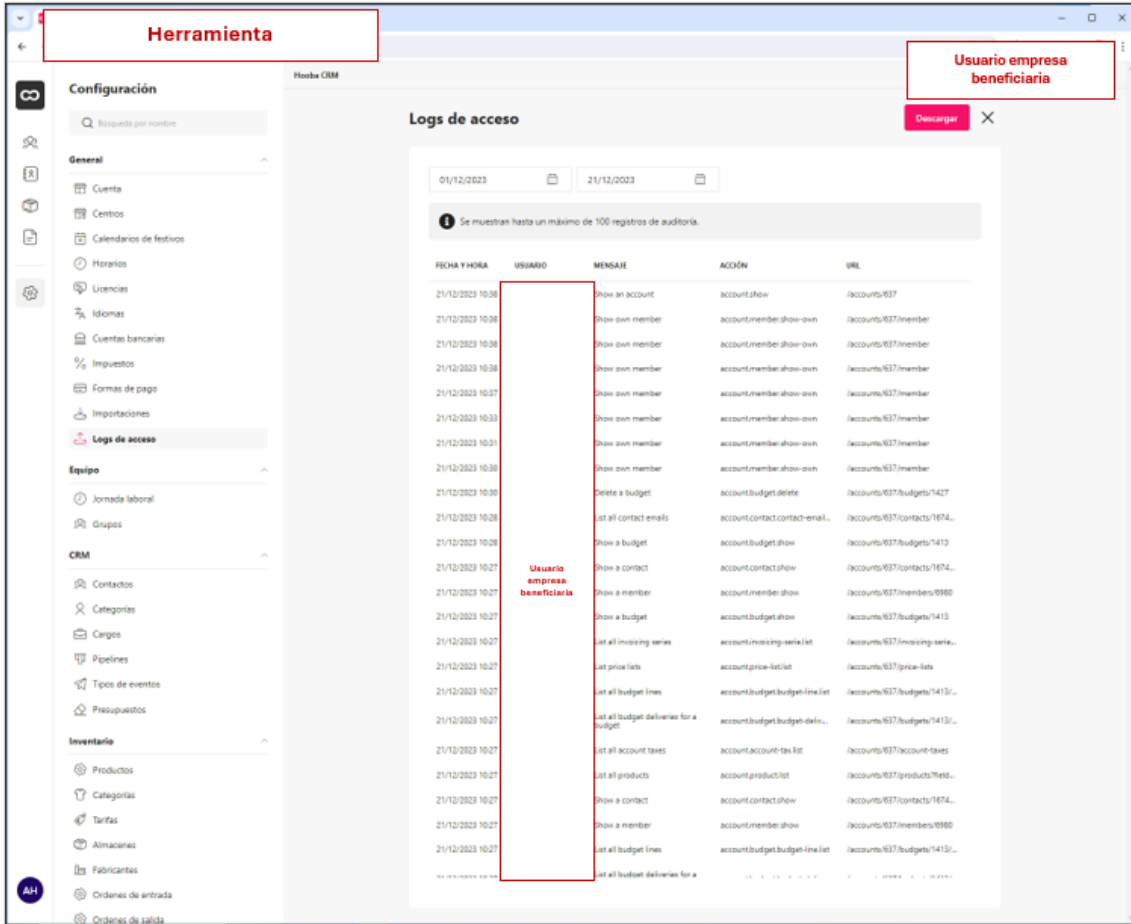 Herramienta
Usuario empresa
beneficiaria
Hooba CRM
Configuración
Búsqueda por nombre
General
Cuenta
Centros
Calendarios de festivos
Horarios
Licencias
Idiomas
Cuentas bancarias
Impuestos
Formas de pago
Importaciones
Logs de acceso
Equipo
Jornada laboral
Grupos
CRM
Contactos
Categorías
Cargos
Pipelines
Tipos de eventos
Presupuestos
Inventario
Productos
Categorías
Tarifas
Almacenes
Fabricantes
Ordenes de entrada
Ordenes de salida
AH
Logs de acceso
Descargar
01/12/2023 21/12/2023
Se muestran hasta un máximo de 100 registros de auditoría.
FECHA Y HORA USUARIO MENSAJE ACCIÓN URL
21/12/2023 10:38 Show an account account.show /accounts/637
21/12/2023 10:38 Show own member account.member.show-own /accounts/637/member
21/12/2023 10:38 Show own member account.member.show-own /accounts/637/member
21/12/2023 10:38 Show own member account.member.show-own /accounts/637/member
21/12/2023 10:37 Show own member account.member.show-own /accounts/637/member
21/12/2023 10:33 Show own member account.member.show-own /accounts/637/member
21/12/2023 10:31 Show own member account.member.show-own /accounts/637/member
21/12/2023 10:30 Show own member account.member.show-own /accounts/637/member
21/12/2023 10:30 Delete a budget account.budget.delete /accounts/637/budgets/1427
21/12/2023 10:28 List all contact emails account.contact.contact-email... /accounts/637/contacts/1674...
21/12/2023 10:28 Show a budget account.budget.show /accounts/637/budgets/1413
21/12/2023 10:27 Show a contact account.contact.show /accounts/637/contacts/1674...
Usuario
empresa
beneficiaria
21/12/2023 10:27 Show a member account.member.show /accounts/637/members/6980
21/12/2023 10:27 Show a budget account.budget.show /accounts/637/budgets/1413
21/12/2023 10:27 List all invoicing series account.invoicing-serie.list /accounts/637/invoicing-serie...
21/12/2023 10:27 List price lists account.price-list.list /accounts/637/price-lists
21/12/2023 10:27 List all budget lines account.budget.budget-line.list /accounts/637/budgets/1413/...
21/12/2023 10:27 List all budget deliveries for a budget account.budget.budget-deliv... /accounts/637/budgets/1413/...
21/12/2023 10:27 List all account taxes account.account-tax.list /accounts/637/account-taxes
21/12/2023 10:27 List all products account.product.list /accounts/637/products?field...
21/12/2023 10:27 Show a contact account.contact.show /accounts/637/contacts/1674...
21/12/2023 10:27 Show a member account.member.show /accounts/637/members/6980
21/12/2023 10:27 List all budget lines account.budget.budget-line.list /accounts/637/budgets/1413/...
List all budget deliveries for a